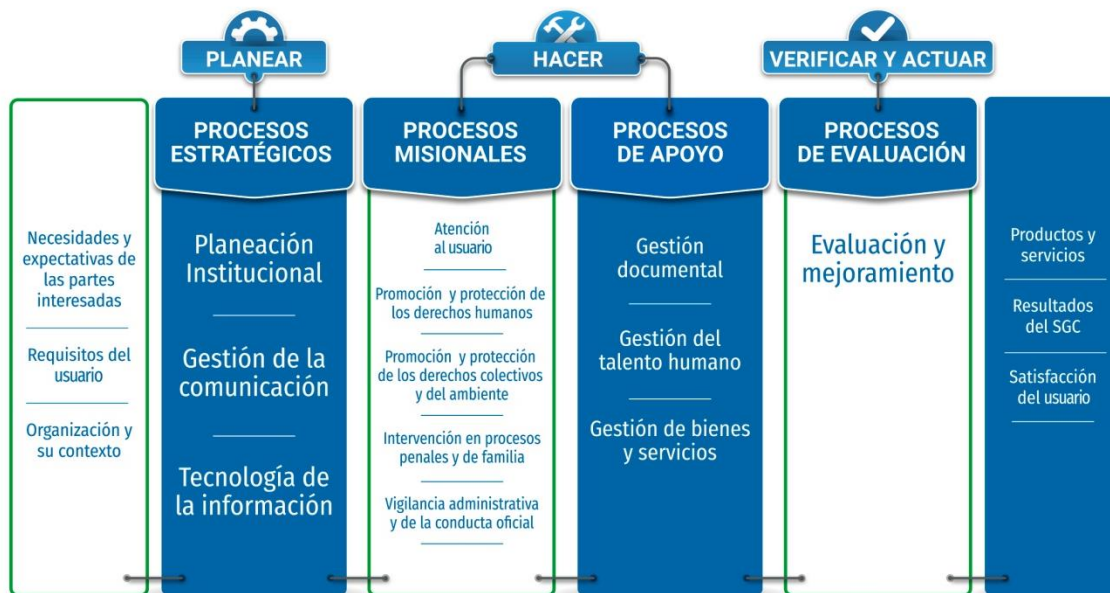 PLANEAR
HACER
VERIFICAR Y ACTUAR
Necesidades y
expectativas de
las partes
interesadas
Requisitos del
usuario
Organización y
su contexto
PROCESOS
ESTRATÉGICOS
Planeación
Institucional
Gestión de la
comunicación
Tecnología de
la información
PROCESOS
MISIONALES
Atención
al usuario
Promoción y protección de
los derechos humanos
Promoción y protección
de los derechos colectivos
y del ambiente
Intervención en procesos
penales y de familia
Vigilancia administrativa
y de la conducta oficial
PROCESOS
DE APOYO
Gestión
documental
Gestión del
talento humano
Gestión de bienes
y servicios
PROCESOS
DE EVALUACIÓN
Evaluación y
mejoramiento
Productos y
servicios
Resultados
del SGC
Satisfacción
del usuario